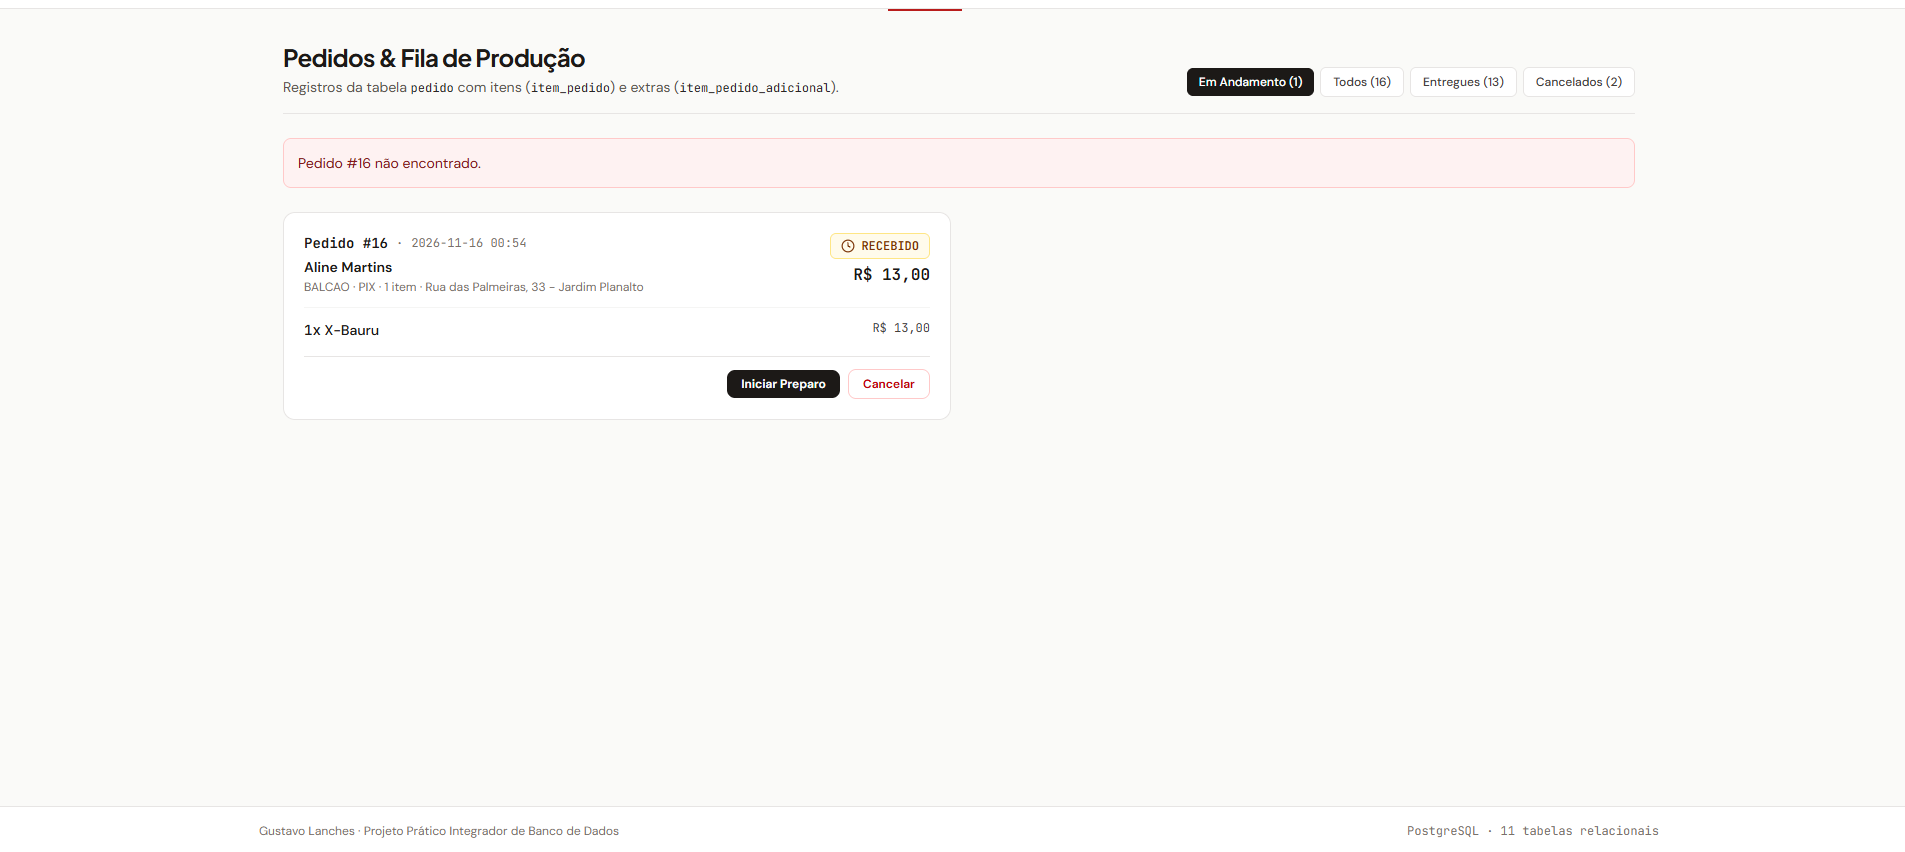 Pedidos & Fila de Produção
Registros da tabela pedido com itens (item_pedido) e extras (item_pedido_adicional).
Em Andamento (1)
Todos (16)
Entregues (13)
Cancelados (2)
Pedido #16 não encontrado.
Pedido #16 · 2026-11-16 00:54
RECEBIDO
Aline Martins
R$ 13,00
BALCAO · PIX · 1 item · Rua das Palmeiras, 33 - Jardim Planalto
1x X-Bauru
R$ 13,00
Iniciar Preparo
Cancelar
Gustavo Lanches · Projeto Prático Integrador de Banco de Dados
PostgreSQL · 11 tabelas relacionais